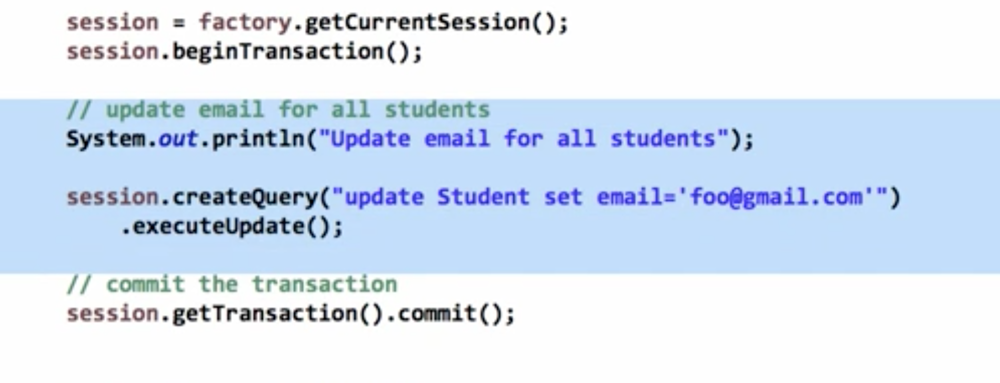 session = factory.getCurrentSession();
session.beginTransaction();
// update email for all students
System.out.println("Update email for all students");
session.createQuery("update Student set email='foo@gmail.com'")
.executeUpdate();
// commit the transaction
session.getTransaction().commit();